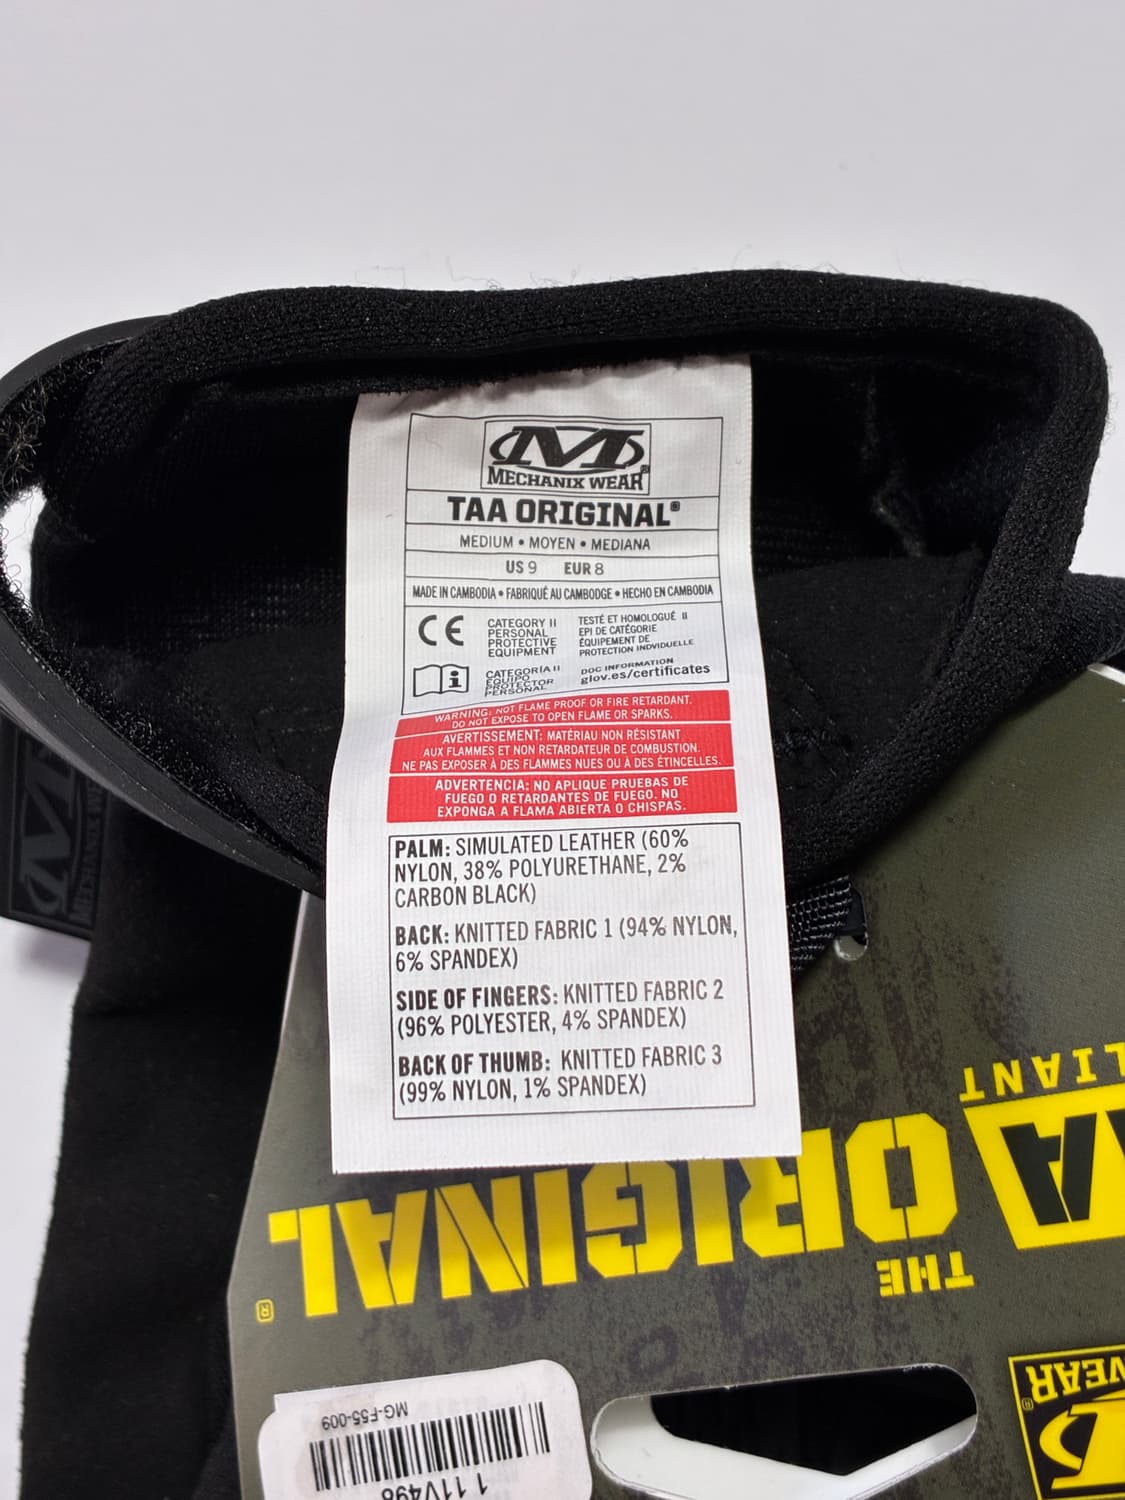 MECHANIX WEAR®
TAA ORIGINAL®
MEDIUM • MOYEN • MEDIANA
US 9 EUR 8
MADE IN CAMBODIA • FABRIQUÉ AU CAMBODGE • HECHO EN CAMBODIA
CE
CATEGORY II
PERSONAL
PROTECTIVE
EQUIPMENT
TESTÉ ET HOMOLOGUÉ II
EPI DE CATÉGORIE
ÉQUIPEMENT DE
PROTECTION INDVIDUELLE
i
CATEGORÍA II
EQUIPO
PROTECTOR
PERSONAL
DOC INFORMATION
glov.es/certificates
WARNING: NOT FLAME PROOF OR FIRE RETARDANT.
DO NOT EXPOSE TO OPEN FLAME OR SPARKS.
AVERTISSEMENT: MATÉRIAU NON RÉSISTANT
AUX FLAMMES ET NON RETARDATEUR DE COMBUSTION.
NE PAS EXPOSER À DES FLAMMES NUES OU À DES ÉTINCELLES.
ADVERTENCIA: NO APLIQUE PRUEBAS DE
FUEGO O RETARDANTES DE FUEGO. NO
EXPONGA A FLAMA ABIERTA O CHISPAS.
PALM: SIMULATED LEATHER (60%
NYLON, 38% POLYURETHANE, 2%
CARBON BLACK)
BACK: KNITTED FABRIC 1 (94% NYLON,
6% SPANDEX)
SIDE OF FINGERS: KNITTED FABRIC 2
(96% POLYESTER, 4% SPANDEX)
BACK OF THUMB: KNITTED FABRIC 3
(99% NYLON, 1% SPANDEX)
THE
ORIGINAL®
WEAR®
MG-F55-009